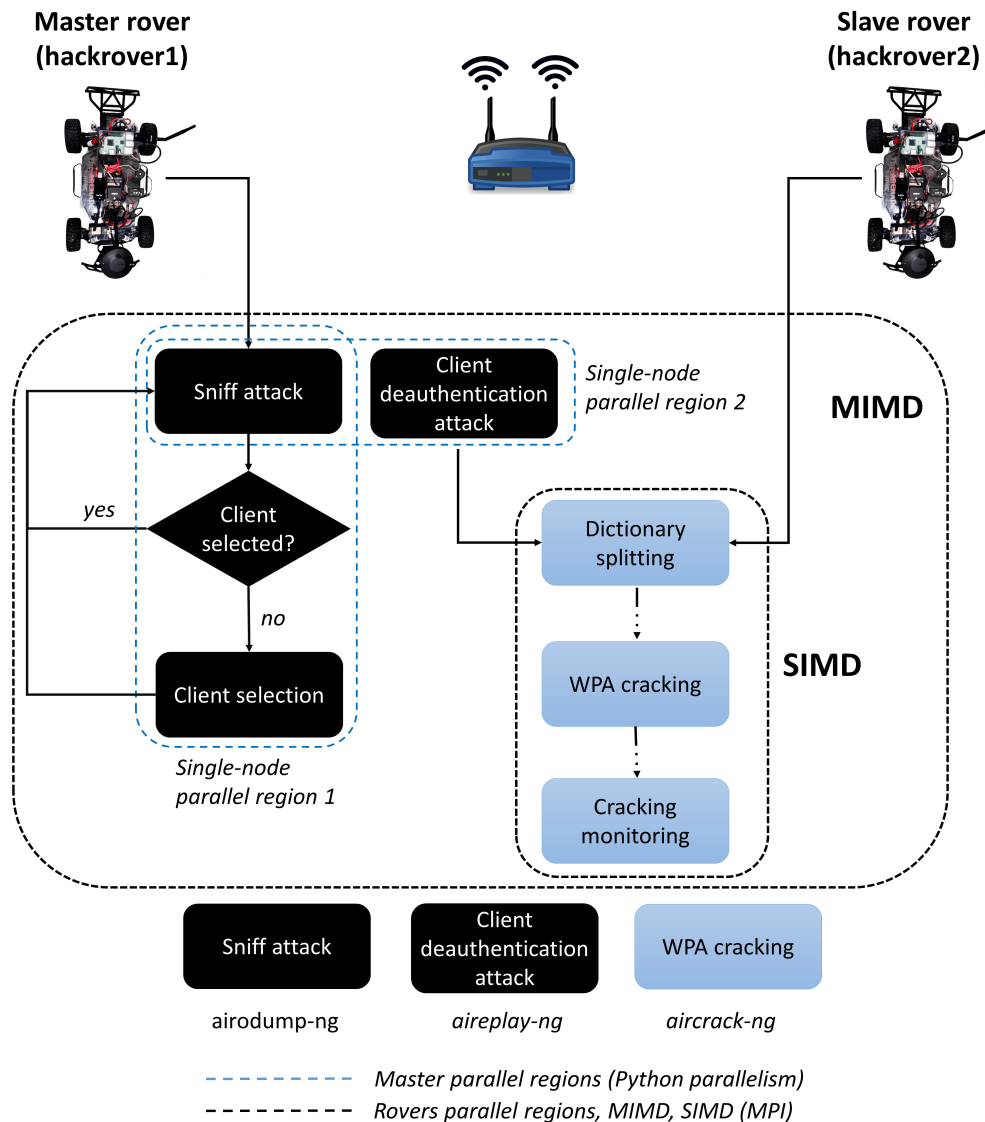 Master rover
(hackrover1)
Slave rover
(hackrover2)
Sniff attack
Client
deauthentication
attack
Single-node
parallel region 2
MIMD
yes
Client
selected?
no
Dictionary
splitting
SIMD
WPA cracking
Client selection
Single-node
parallel region 1
Cracking
monitoring
Sniff attack
Client
deauthentication
attack
WPA cracking
airodump-ng
aireplay-ng
aircrack-ng
Master parallel regions (Python parallelism)
Rovers parallel regions, MIMD, SIMD (MPI)